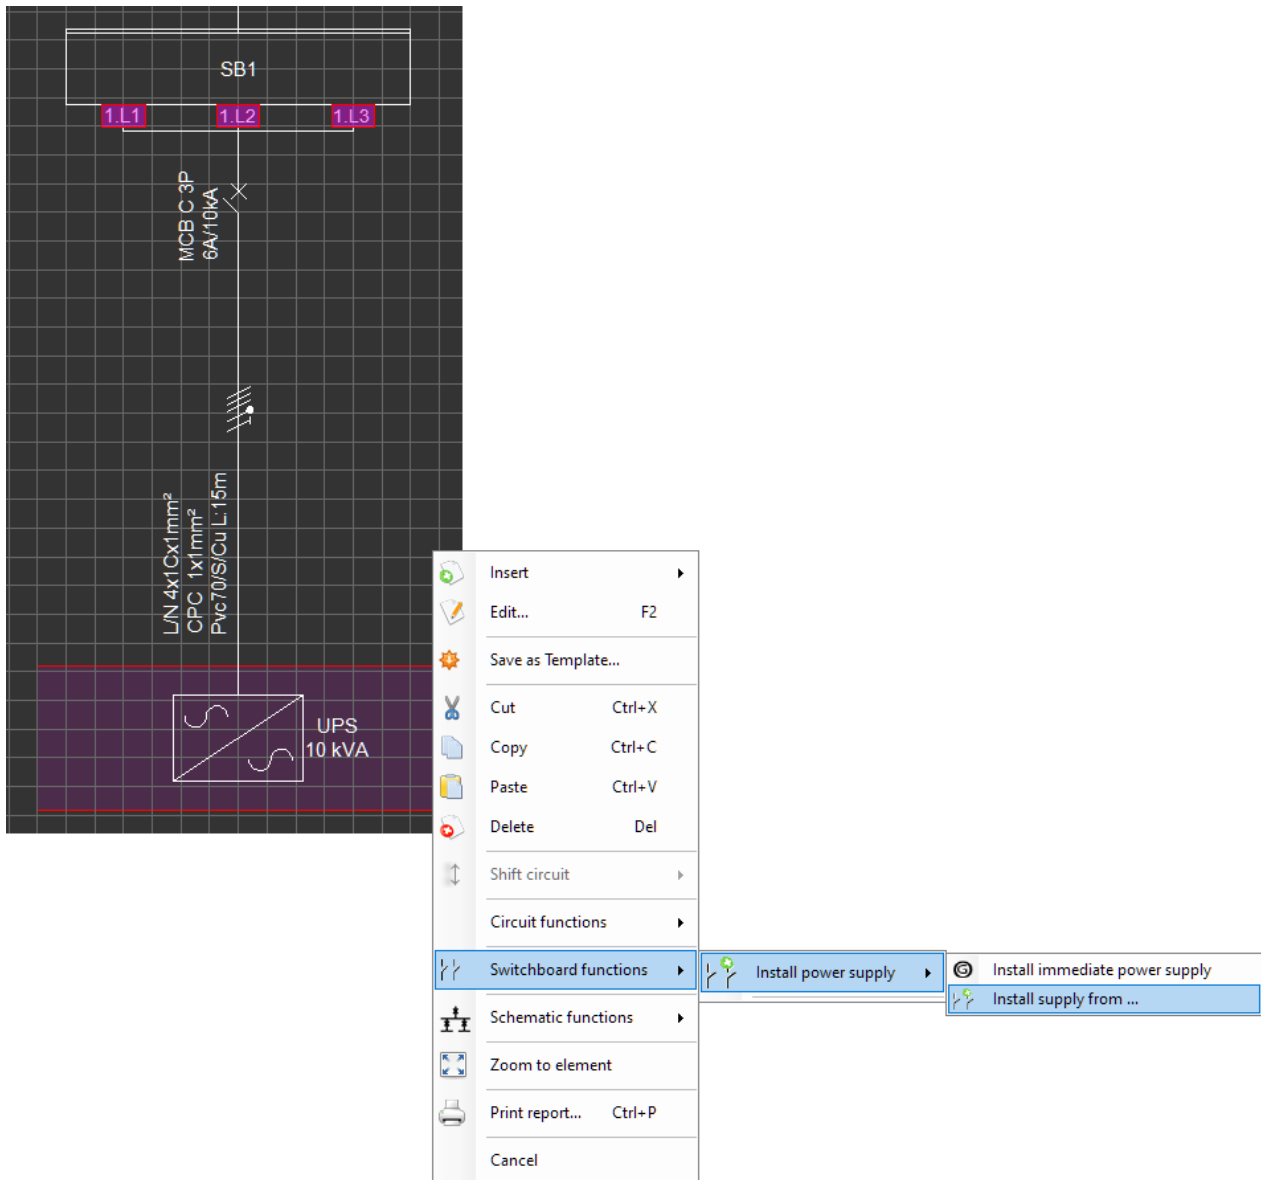 SB1
1.L1
1.L2
1.L3
MCB C 3P
6A/10kA
L/N 4x1Cx1mm²
CPC 1x1mm²
Pvc70/S/Cu L:15m
UPS
10 kVA
Insert
Edit... F2
Save as Template...
Cut Ctrl+X
Copy Ctrl+C
Paste Ctrl+V
Delete Del
Shift circuit
Circuit functions
Switchboard functions
Install power supply
Install immediate power supply
Install supply from ...
Schematic functions
Zoom to element
Print report... Ctrl+P
Cancel